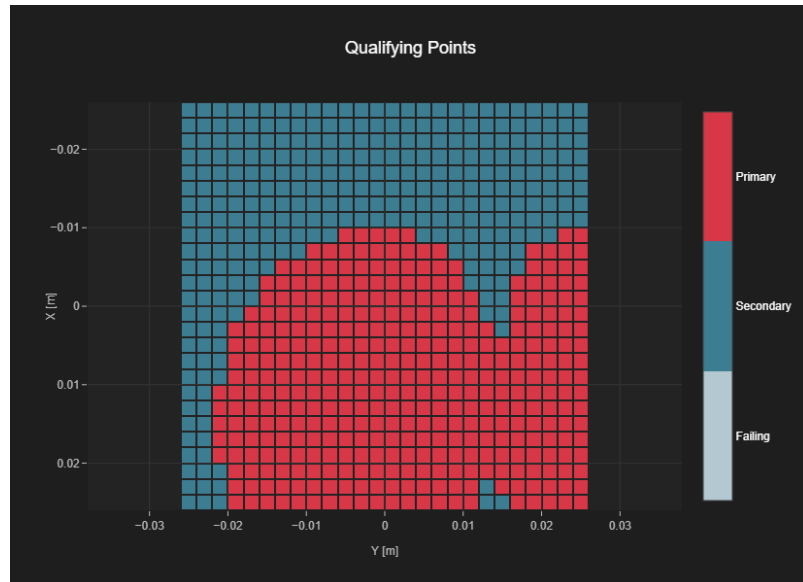 Qualifying Points
−0.02
−0.01
0
0.01
0.02
X [m]
−0.03
−0.02
−0.01
0
0.01
0.02
0.03
Y [m]
Primary
Secondary
Failing